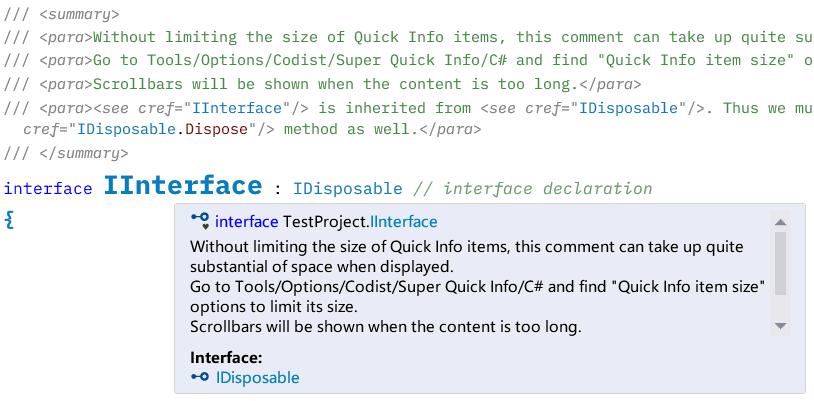 /// <summary>
/// <para>Without limiting the size of Quick Info items, this comment can take up quite su
/// <para>Go to Tools/Options/Codist/Super Quick Info/C# and find "Quick Info item size" o
/// <para>Scrollbars will be shown when the content is too long.</para>
/// <para><see cref="IInterface"/> is inherited from <see cref="IDisposable"/>. Thus we mu
cref="IDisposable.Dispose"/> method as well.</para>
/// </summary>
interface IInterface : IDisposable // interface declaration
{
interface TestProject.IInterface
Without limiting the size of Quick Info items, this comment can take up quite
substantial of space when displayed.
Go to Tools/Options/Codist/Super Quick Info/C# and find "Quick Info item size"
options to limit its size.
Scrollbars will be shown when the content is too long.
Interface:
IDisposable